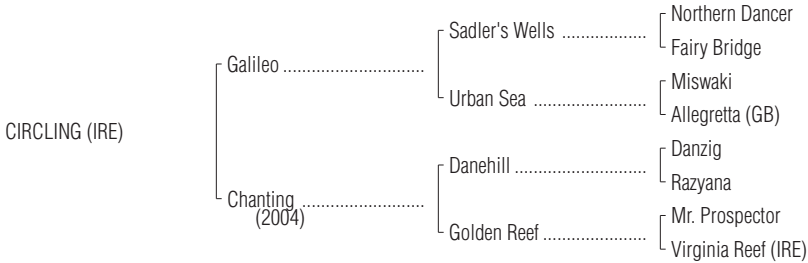 Northern Dancer
Sadler's Wells ....................
Fairy Bridge
Galileo ..............................
Miswaki
Urban Sea .........................
Allegretta (GB)
CIRCLING (IRE)
Danzig
Danehill .............................
Razyana
Chanting ..........................
(2004)
Mr. Prospector
Golden Reef .......................
Virginia Reef (IRE)